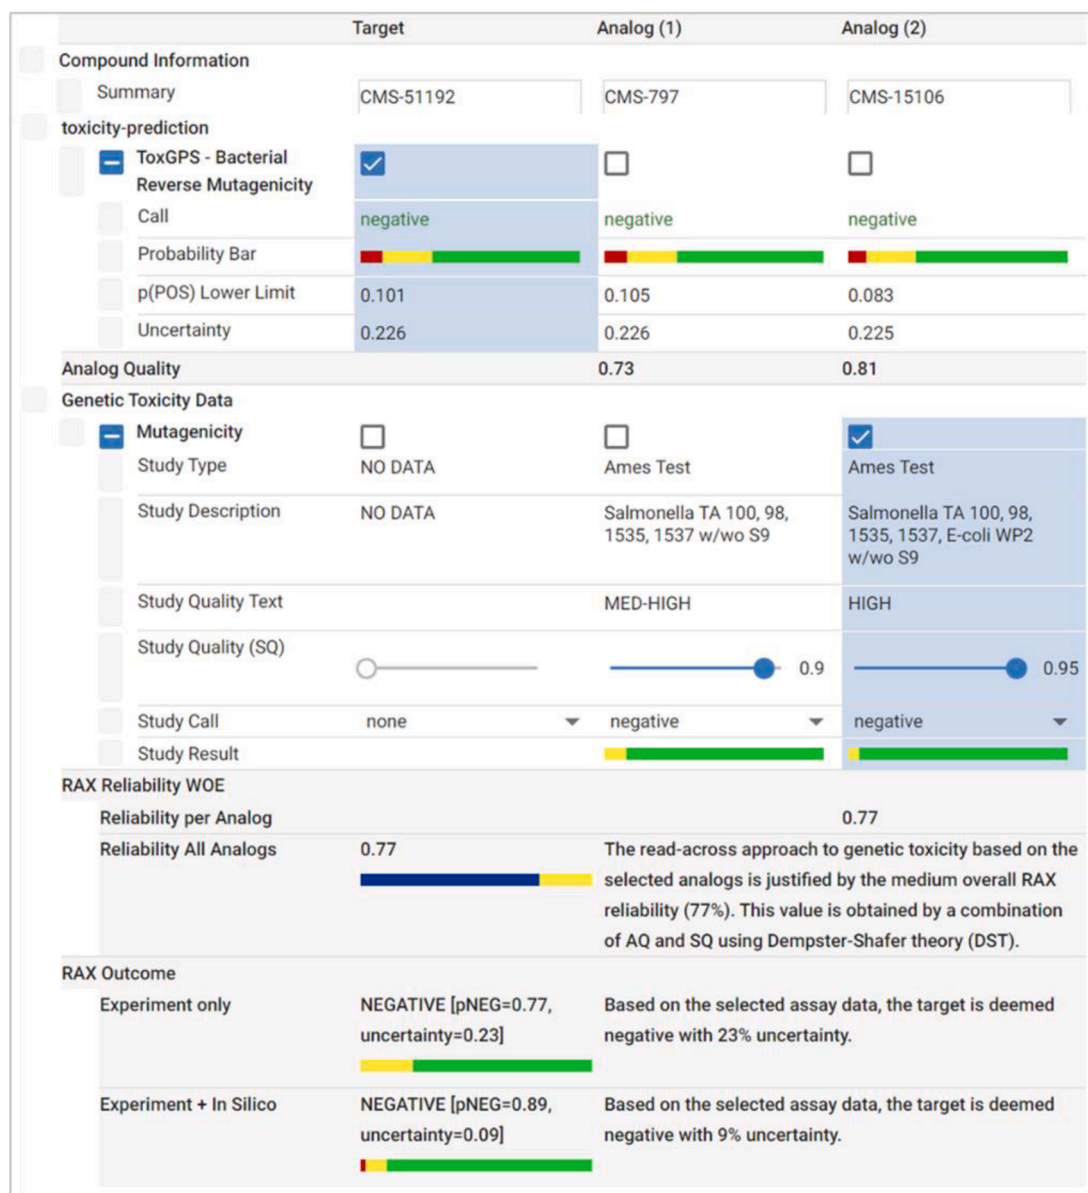 Target Analog (1) Analog (2)
Compound Information
Summary CMS-51192 CMS-797 CMS-15106
toxicity-prediction
ToxGPS - Bacterial
Reverse Mutagenicity
Call negative negative negative
Probability Bar
p(POS) Lower Limit 0.101 0.105 0.083
Uncertainty 0.226 0.226 0.225
Analog Quality 0.73 0.81
Genetic Toxicity Data
Mutagenicity
Study Type NO DATA Ames Test Ames Test
Study Description NO DATA Salmonella TA 100, 98, Salmonella TA 100, 98,
1535, 1537 w/wo S9 1535, 1537, E-coli WP2
w/wo S9
Study Quality Text MED-HIGH HIGH
Study Quality (SQ) 0.9 0.95
Study Call none negative negative
Study Result
RAX Reliability WOE
Reliability per Analog 0.77
Reliability All Analogs 0.77 The read-across approach to genetic toxicity based on the
selected analogs is justified by the medium overall RAX
reliability (77%). This value is obtained by a combination
of AQ and SQ using Dempster-Shafer theory (DST).
RAX Outcome
Experiment only NEGATIVE [pNEG=0.77, Based on the selected assay data, the target is deemed
uncertainty=0.23] negative with 23% uncertainty.
Experiment + In Silico NEGATIVE [pNEG=0.89, Based on the selected assay data, the target is deemed
uncertainty=0.09] negative with 9% uncertainty.